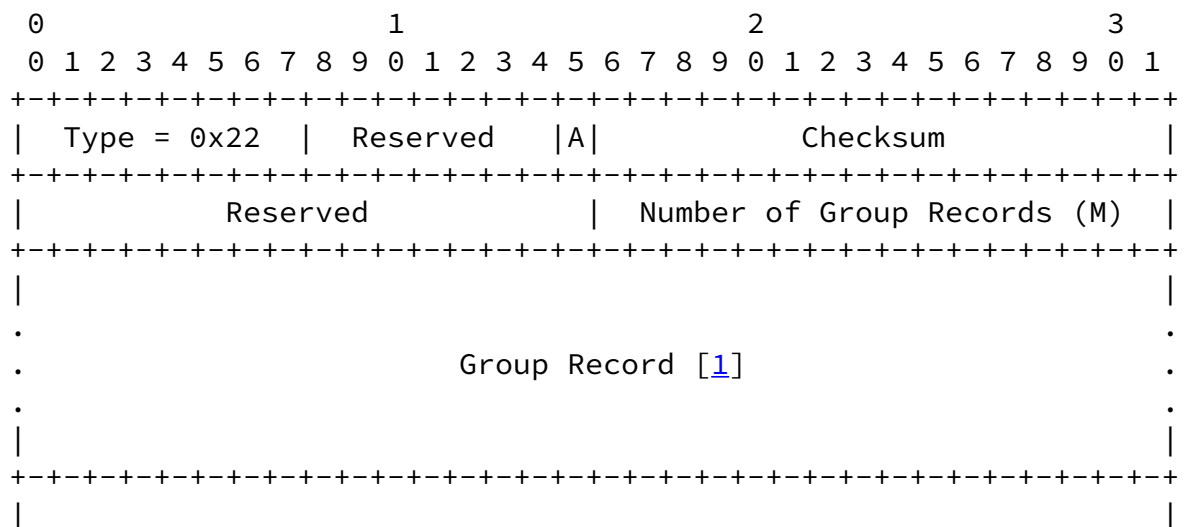 0                   1                   2                   3
 0 1 2 3 4 5 6 7 8 9 0 1 2 3 4 5 6 7 8 9 0 1 2 3 4 5 6 7 8 9 0 1
+-+-+-+-+-+-+-+-+-+-+-+-+-+-+-+-+-+-+-+-+-+-+-+-+-+-+-+-+-+-+-+-+
|  Type = 0x22  |  Reserved   |A|           Checksum            |
+-+-+-+-+-+-+-+-+-+-+-+-+-+-+-+-+-+-+-+-+-+-+-+-+-+-+-+-+-+-+-+-+
|           Reserved            |  Number of Group Records (M)  |
+-+-+-+-+-+-+-+-+-+-+-+-+-+-+-+-+-+-+-+-+-+-+-+-+-+-+-+-+-+-+-+-+
|                                                               |
.                                                               .
.                        Group Record [1]                       .
.                                                               .
|                                                               |
+-+-+-+-+-+-+-+-+-+-+-+-+-+-+-+-+-+-+-+-+-+-+-+-+-+-+-+-+-+-+-+-+
|                                                               |